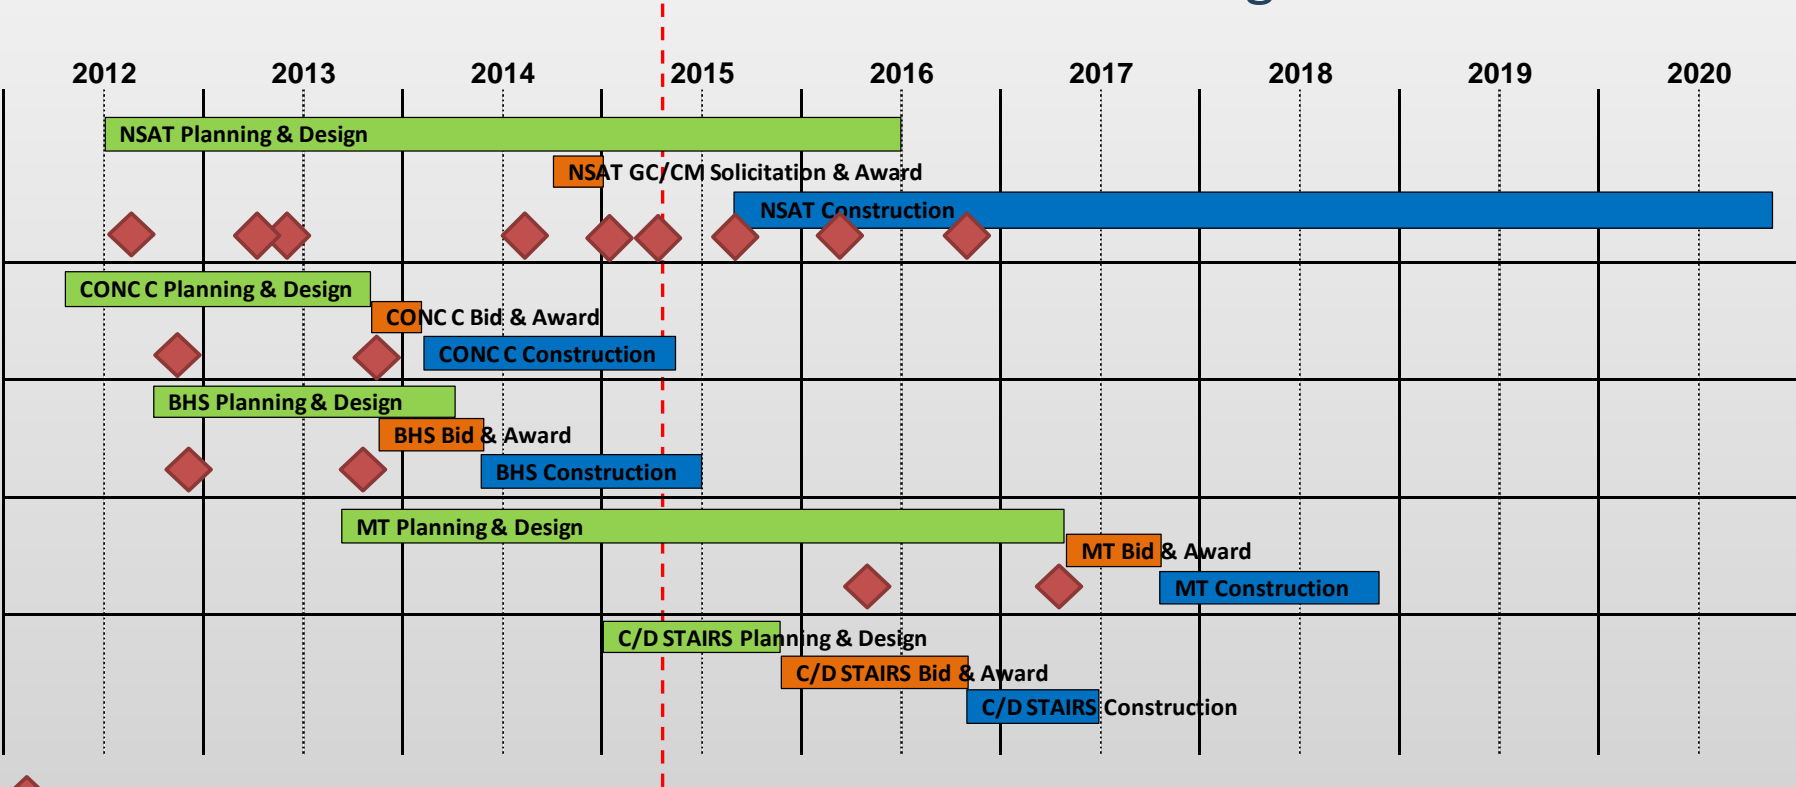 2012 2013 2014 2015 2016 2017 2018 2019 2020
NSAT Planning & Design
NSAT GC/CM Solicitation & Award
NSAT Construction
CONC C Planning & Design
CONC C Bid & Award
CONC C Construction
BHS Planning & Design
BHS Bid & Award
BHS Construction
MT Planning & Design
MT Bid & Award
MT Construction
C/D STAIRS Planning & Design
C/D STAIRS Bid & Award
C/D STAIRS Construction